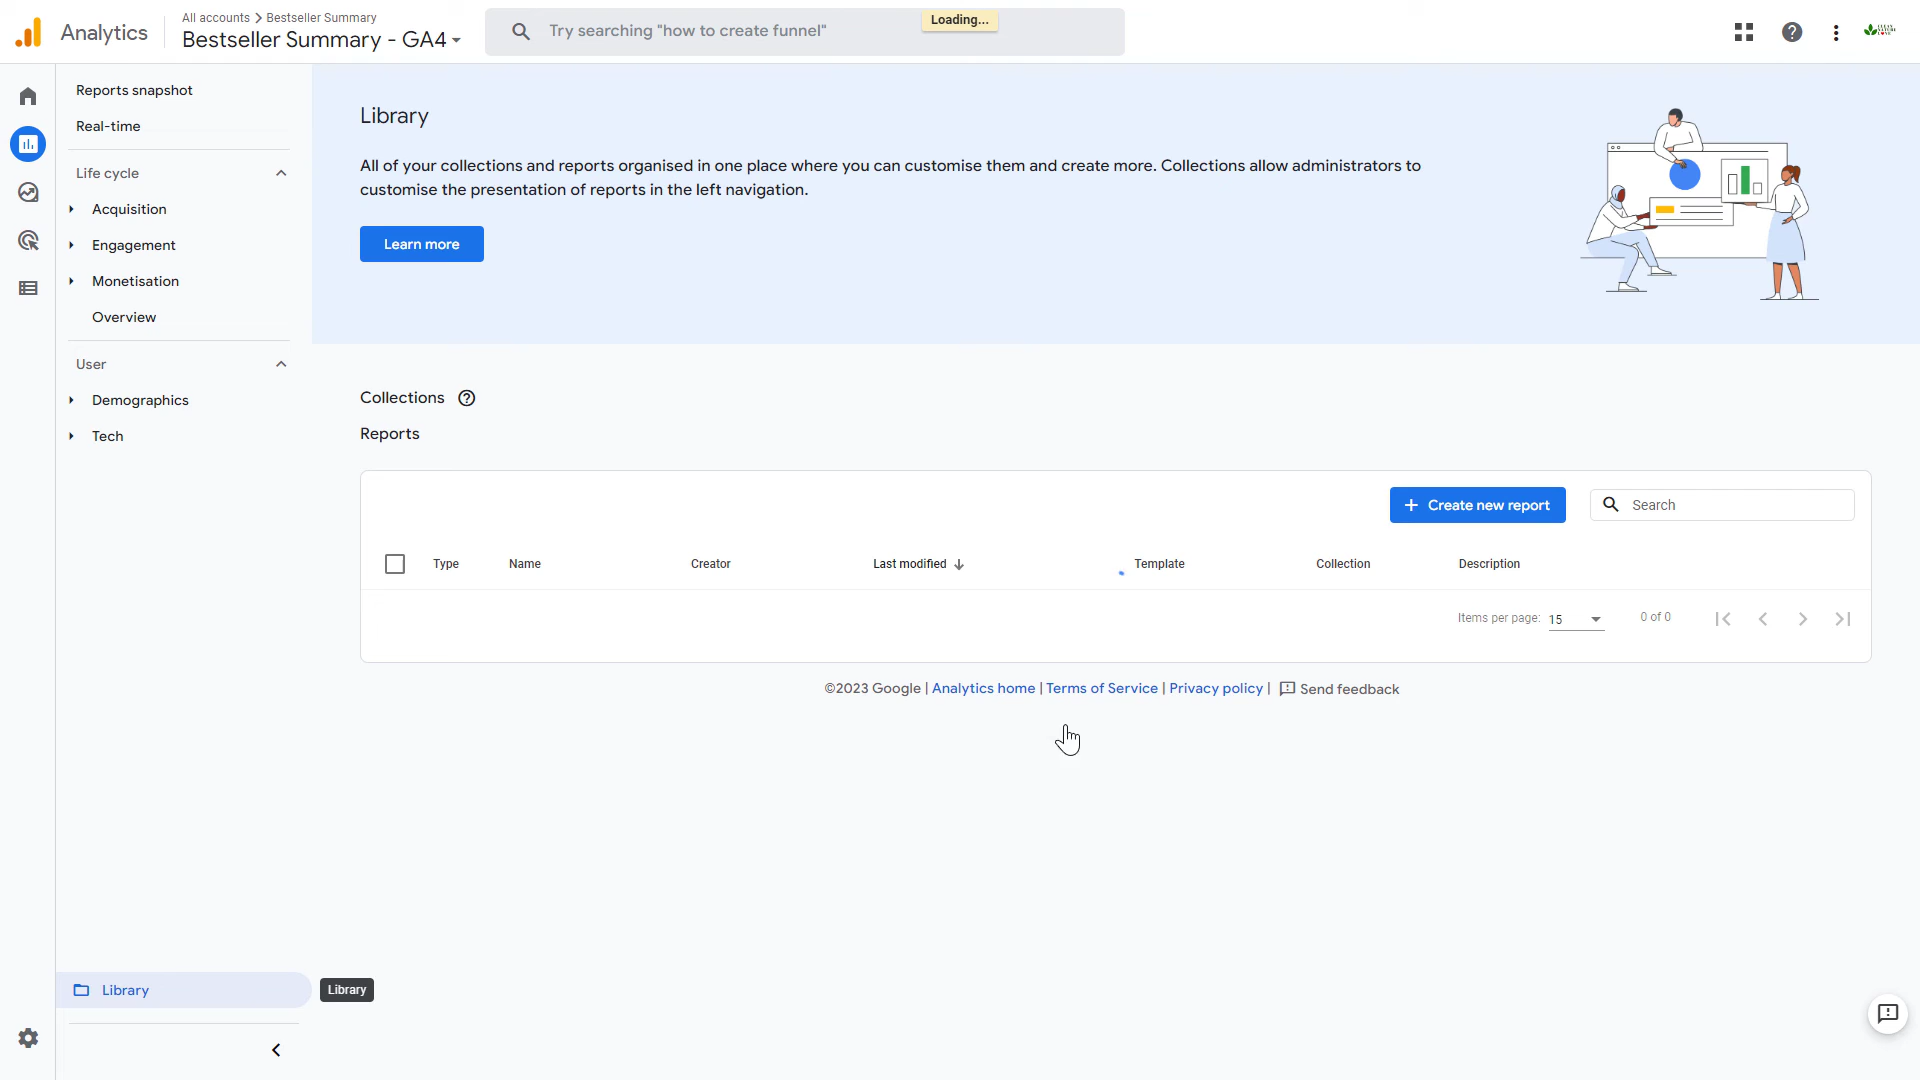 Analytics
All accounts > Bestseller Summary
Bestseller Summary - GA4
Try searching "how to create funnel"
Loading...
Reports snapshot
Real-time
Life cycle
Acquisition
Engagement
Monetisation
Overview
User
Demographics
Tech
Library
Library
Library
All of your collections and reports organised in one place where you can customise them and create more. Collections allow administrators to
customise the presentation of reports in the left navigation.
Learn more
Collections
Reports
Create new report
Search
Type Name Creator Last modified Template Collection Description
Items per page: 15 0 of 0
©2023 Google | Analytics home | Terms of Service | Privacy policy | Send feedback